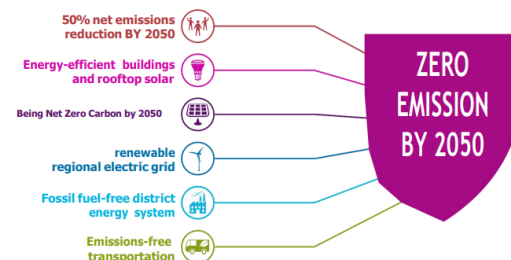 50% net emissions
reduction BY 2050
Energy-efficient buildings
and rooftop solar
Being Net Zero Carbon by 2050
renewable
regional electric grid
Fossil fuel-free district
energy system
Emissions-free
transportation
ZERO
EMISSION
BY 2050